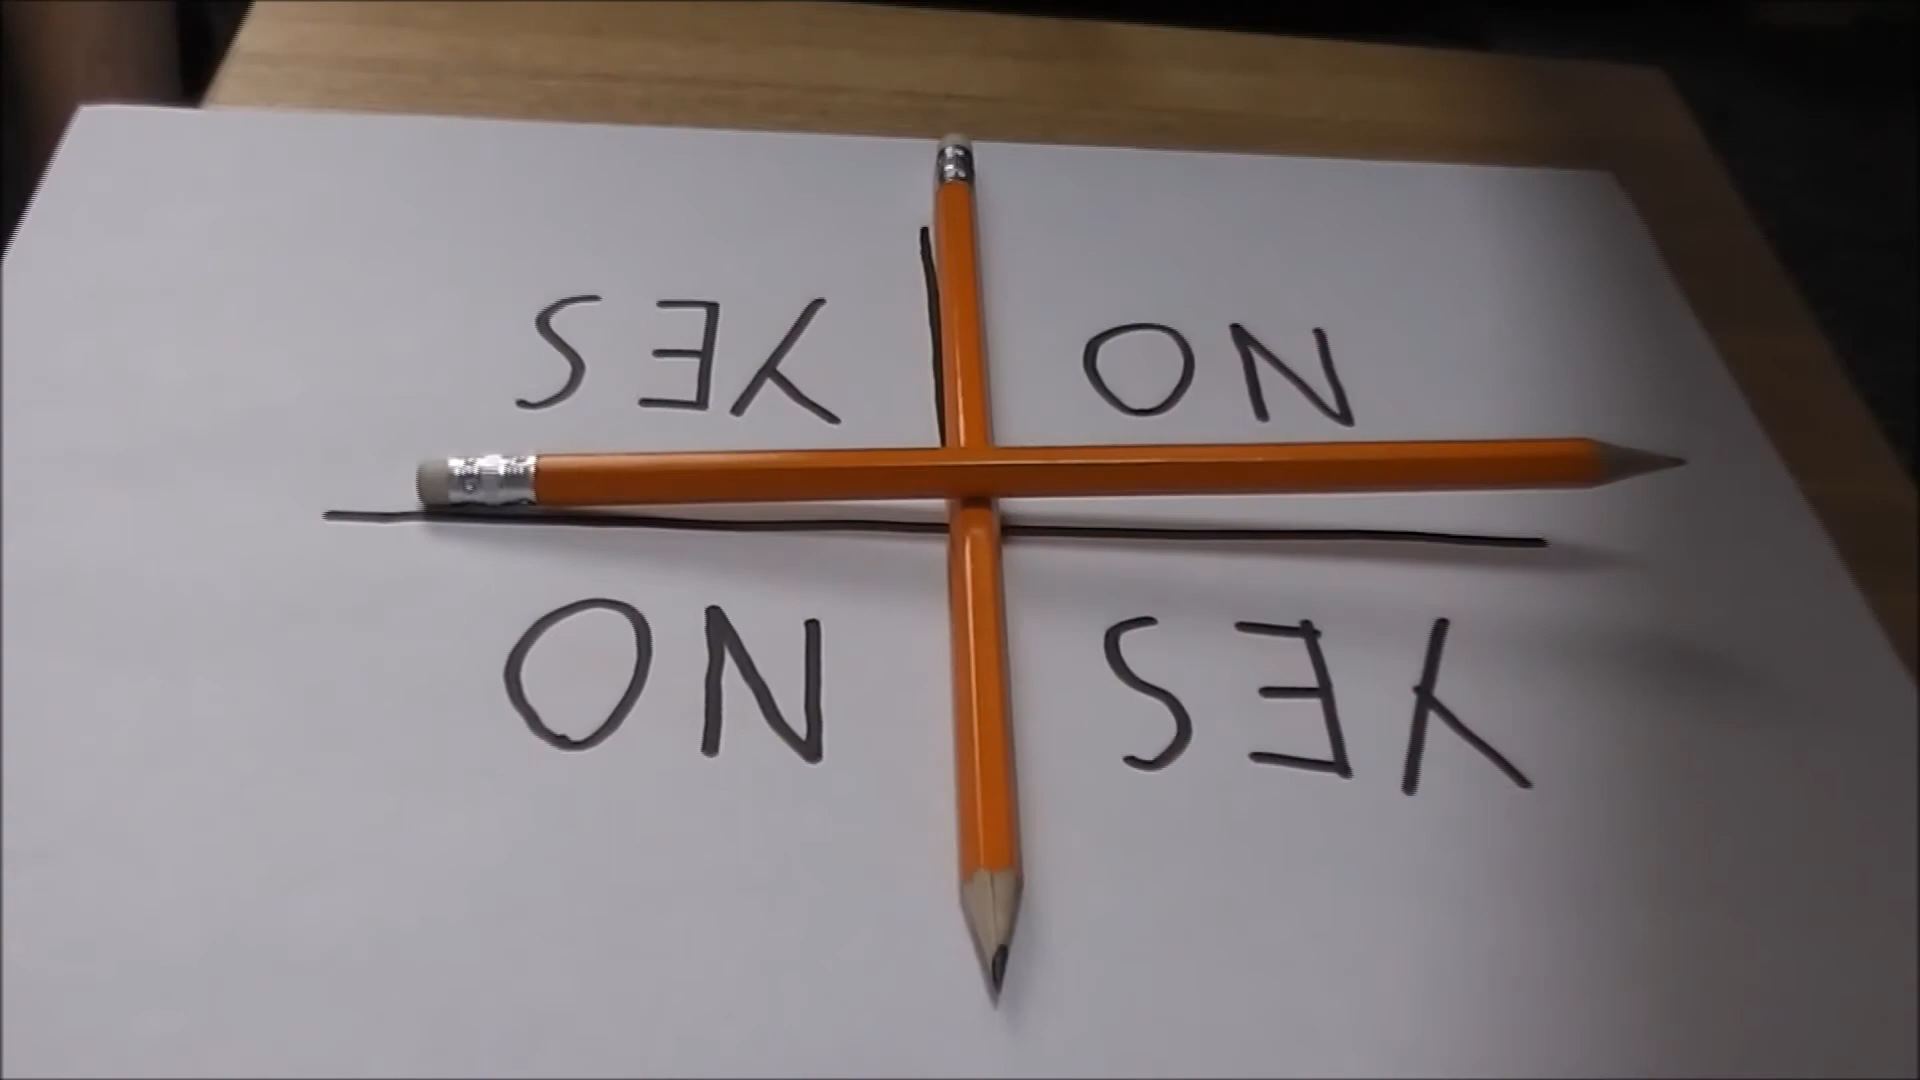 YES NO
NO YES